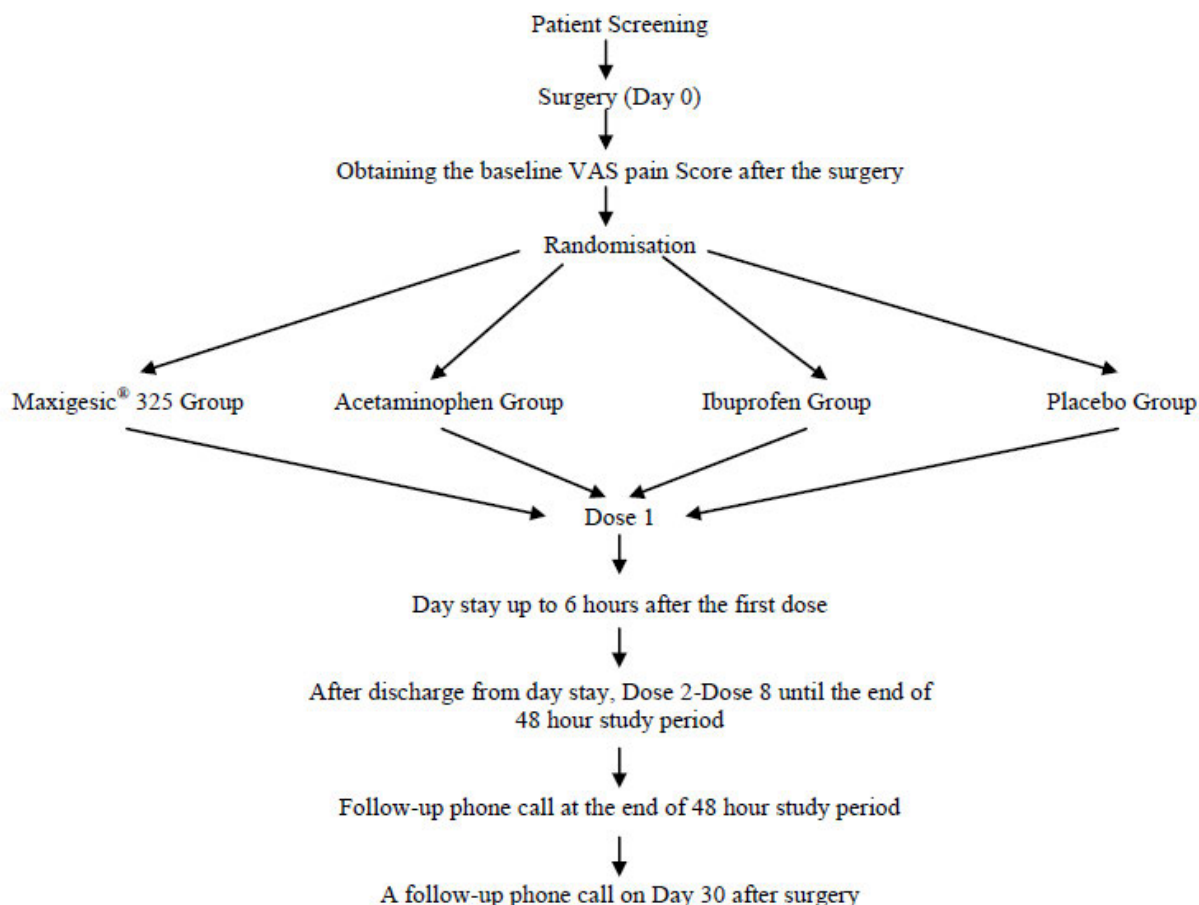 Patient Screening
Surgery (Day 0)
Obtaining the baseline VAS pain Score after the surgery
Randomisation
Maxigesic® 325 Group
Acetaminophen Group
Ibuprofen Group
Placebo Group
Dose 1
Day stay up to 6 hours after the first dose
After discharge from day stay, Dose 2-Dose 8 until the end of
48 hour study period
Follow-up phone call at the end of 48 hour study period
A follow-up phone call on Day 30 after surgery